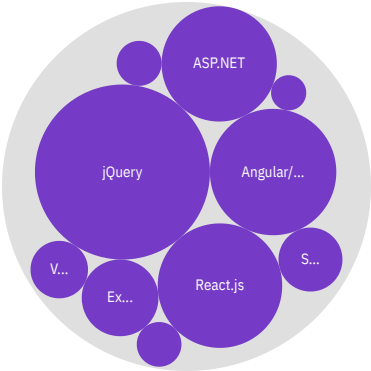 ASP.NET
jQuery
Angular/...
V...
Ex...
React.js
S...